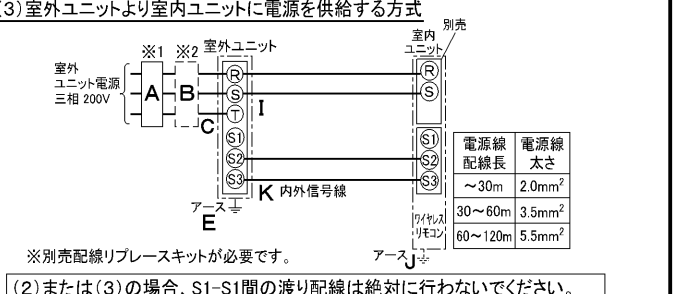 (3)室外ユニットより室内ユニットに電源を供給する方式
別売
※1 ※2 室外ユニット
室内
ユニット
室外
ユニット電源
三相 200V
A
B
C
R
S
T
S1
S2
S3
I
K 内外信号線
R
S
S1
S2
S3
アース
E
ワイヤレス
リモコン
アース
J
電源線
配線長
電源線
太さ
~30m 2.0mm²
30~60m 3.5mm²
60~120m 5.5mm²
※別売配線リプレースキットが必要です。
(2)または(3)の場合、S1-S1間の渡り配線は絶対に行わないでください。